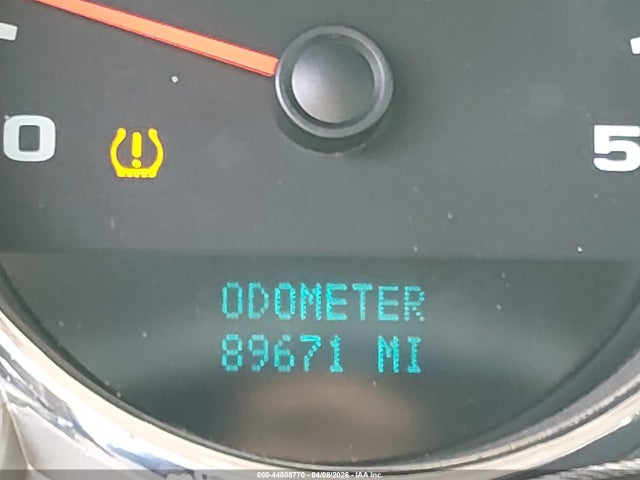 0
5
ODOMETER
89671 MI
000-44808770 - 04/08/2026 - IAA Inc.